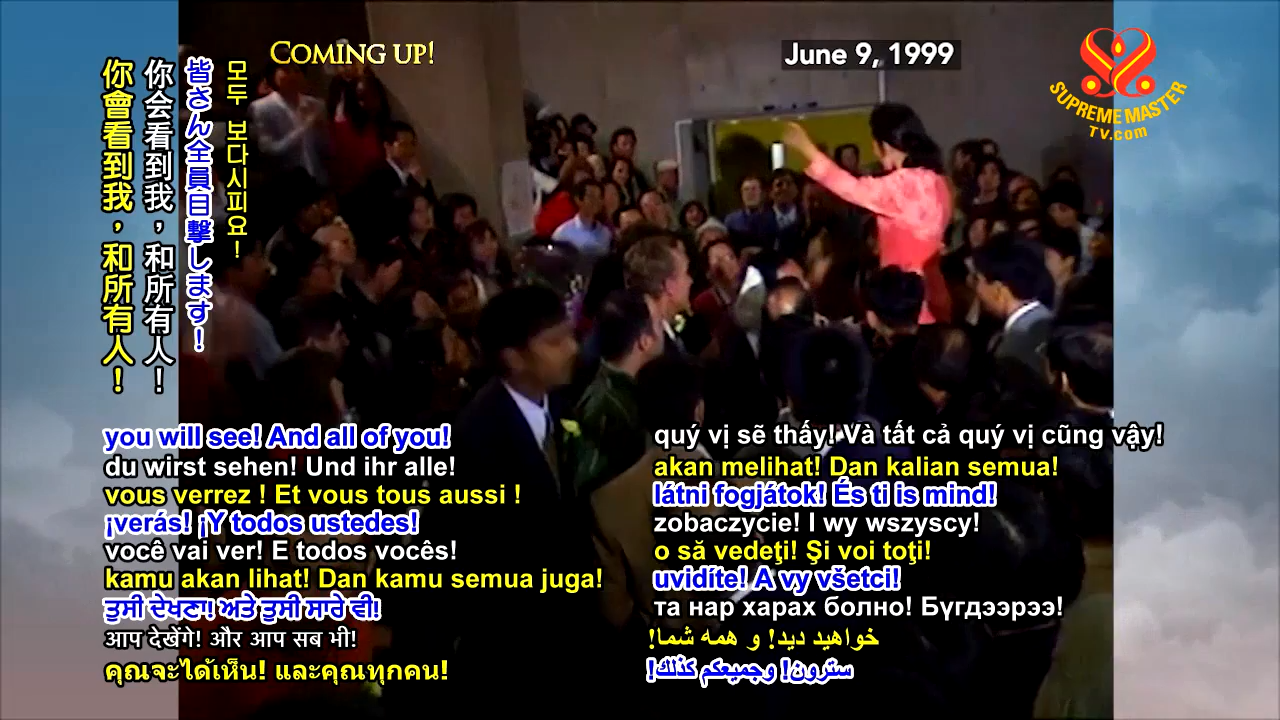 COMING UP!
June 9, 1999
SUPREME MASTER
TV.com
你會看到我，和所有人！
你会看到我，和所有人！
皆さん全員目撃します！
모두 보다시피요!
you will see! And all of you!
du wirst sehen! Und ihr alle!
vous verrez ! Et vous tous aussi !
¡verás! ¡Y todos ustedes!
você vai ver! E todos vocês!
kamu akan lihat! Dan kamu semua juga!
ਤੁਸੀ ਦੇਖਣਾ! ਅਤੇ ਤੁਸੀ ਸਾਰੇ ਵੀ!
आप देखेंगे! और आप सब भी!
คุณจะได้เห็น! และคุณทุกคน!
quý vị sẽ thấy! Và tất cả quý vị cũng vậy!
akan melihat! Dan kalian semua!
látni fogjátok! És ti is mind!
zobaczycie! I wy wszyscy!
o să vedeţi! Şi voi toţi!
uvidíte! A vy všetci!
та нар харах болно! Бүгдээрээ!
خواهید دید! و همه شما!
سترون! وجميعكم كذلك!